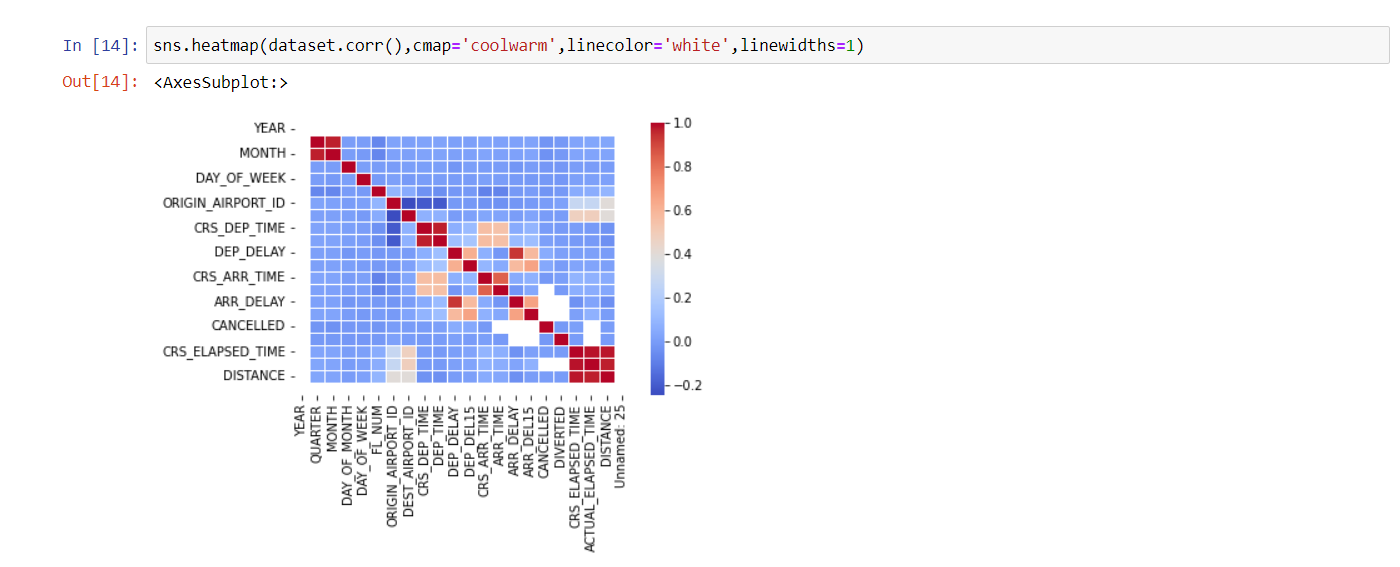 In [14]: sns.heatmap(dataset.corr(),cmap='coolwarm',linecolor='white',linewidths=1)
Out[14]: <AxesSubplot:>
YEAR
MONTH
DAY_OF_WEEK
ORIGIN_AIRPORT_ID
CRS_DEP_TIME
DEP_DELAY
CRS_ARR_TIME
ARR_DELAY
CANCELLED
CRS_ELAPSED_TIME
DISTANCE
1.0
0.8
0.6
0.4
0.2
0.0
−0.2
YEAR
QUARTER
MONTH
DAY_OF_MONTH
DAY_OF_WEEK
FL_NUM
ORIGIN_AIRPORT_ID
DEST_AIRPORT_ID
CRS_DEP_TIME
DEP_TIME
DEP_DELAY
DEP_DEL15
CRS_ARR_TIME
ARR_TIME
ARR_DELAY
ARR_DEL15
CANCELLED
DIVERTED
CRS_ELAPSED_TIME
ACTUAL_ELAPSED_TIME
DISTANCE
Unnamed: 25